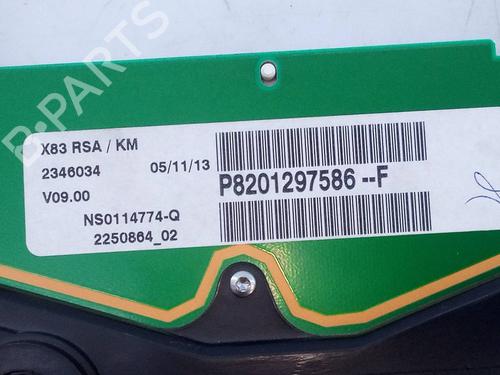 B-PARTS
X83 RSA / KM
2346034 05/11/13
V09.00
NS0114774-Q
2250864_02
P8201297586--F